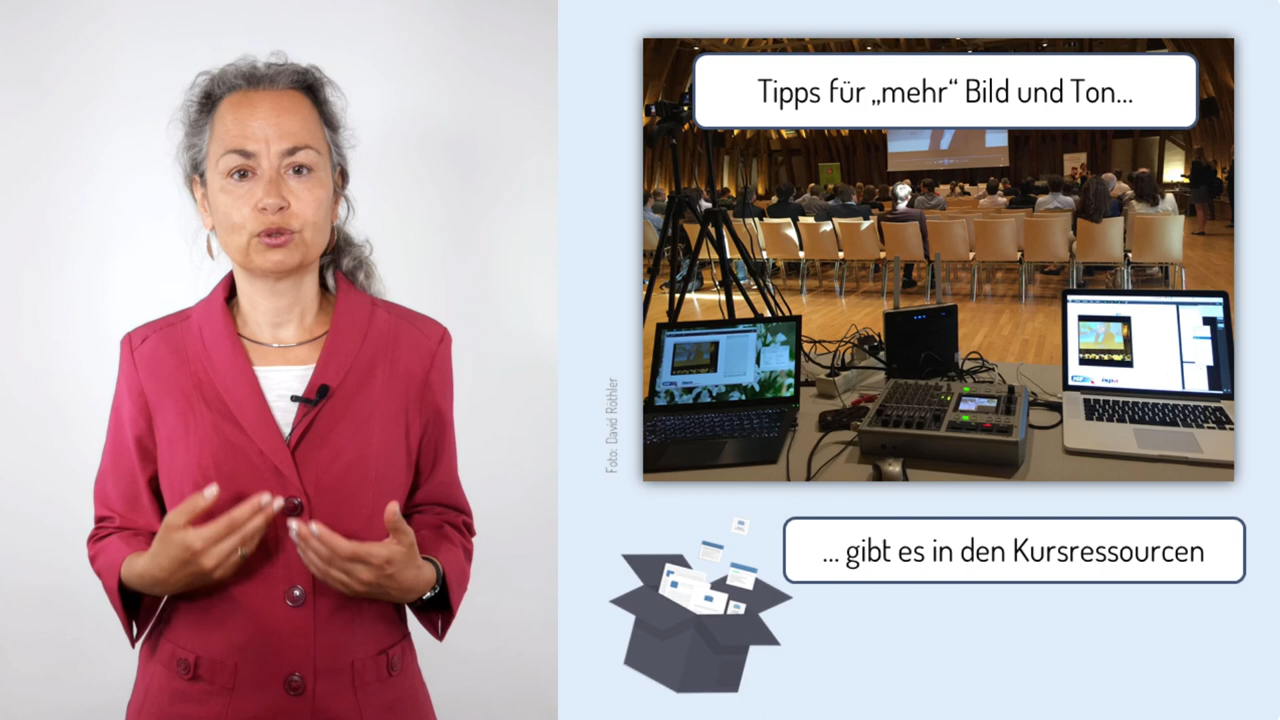 Tipps für „mehr“ Bild und Ton...
Foto: David Röthler
... gibt es in den Kursressourcen